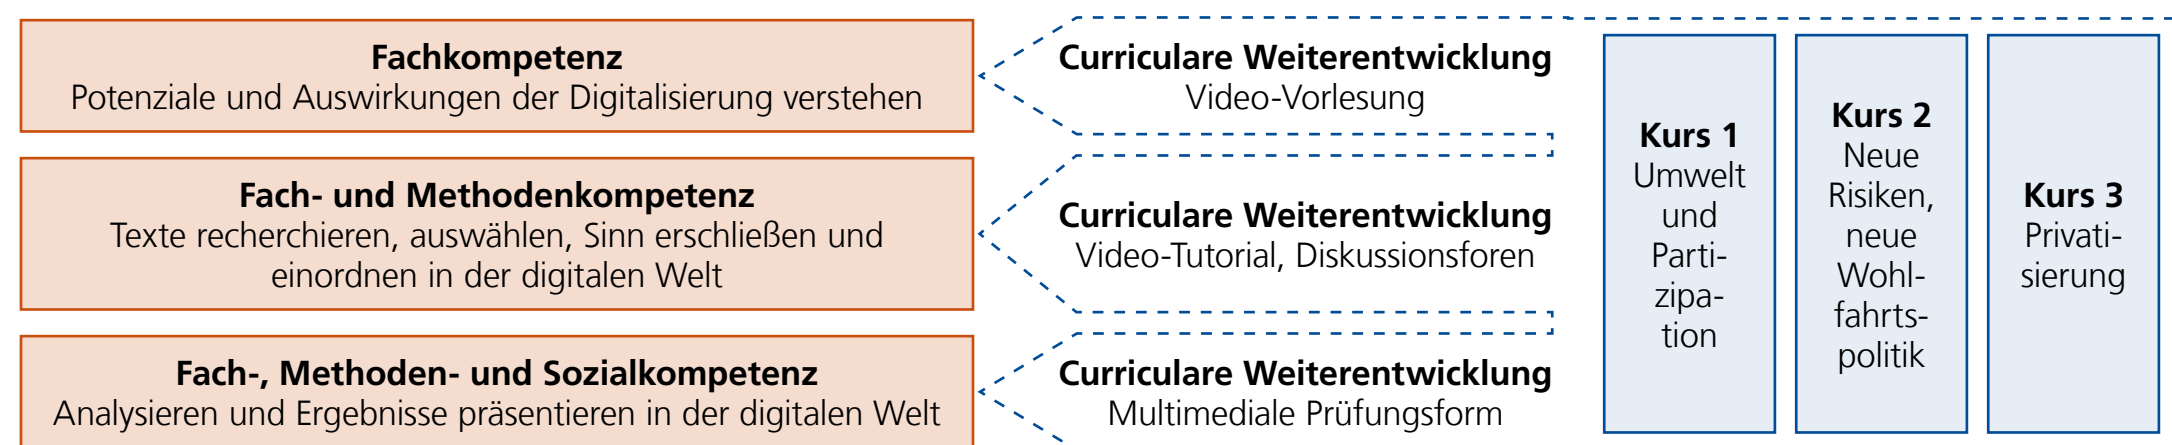 Fachkompetenz
Potenziale und Auswirkungen der Digitalisierung verstehen
Curriculare Weiterentwicklung
Video-Vorlesung
Fach- und Methodenkompetenz
Texte recherchieren, auswählen, Sinn erschließen und
einordnen in der digitalen Welt
Curriculare Weiterentwicklung
Video-Tutorial, Diskussionsforen
Fach-, Methoden- und Sozialkompetenz
Analysieren und Ergebnisse präsentieren in der digitalen Welt
Curriculare Weiterentwicklung
Multimediale Prüfungsform
Kurs 1
Umwelt
und
Parti-
zipa-
tion
Kurs 2
Neue
Risiken,
neue
Wohl-
fahrts-
politik
Kurs 3
Privati-
sierung